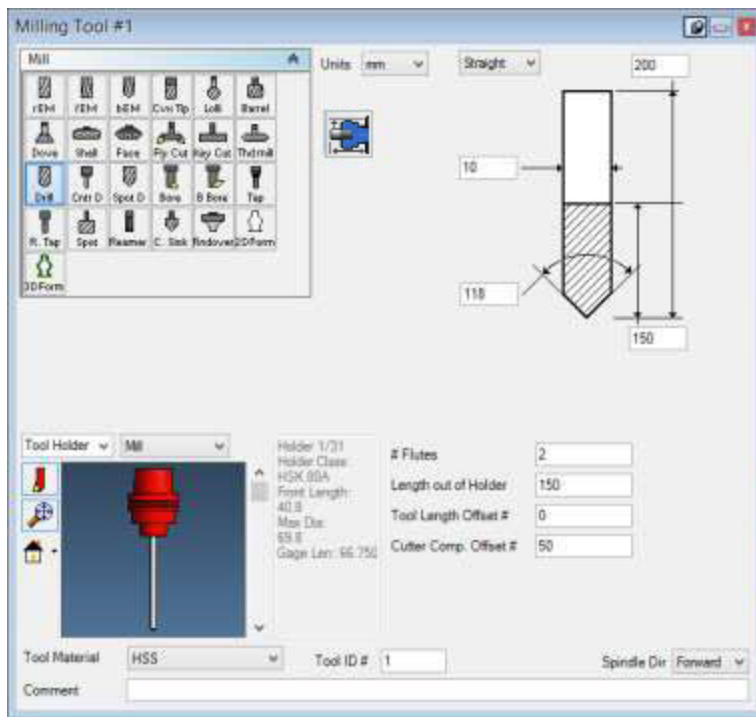 Milling Tool #1
Mill
rEM fEM bEM Cvx Tip Lolli Barrel
Dove Shell Face Fly Cut Key Cut Thdmill
Drill Cntr D Spot D Bore B Bore Tap
R. Tap Spot Reamer C. Sink Rndover 2DForm
3DForm
Units mm
Straight
200
10
118
150
Tool Holder
Mill
Holder 1/31
Holder Class:
HSK 80A
Front Length:
40.8
Max Dia:
69.8
Gage Len: 66.750
# Flutes 2
Length out of Holder 150
Tool Length Offset # 0
Cutter Comp. Offset # 50
Tool Material HSS
Tool ID # 1
Spindle Dir Forward
Comment